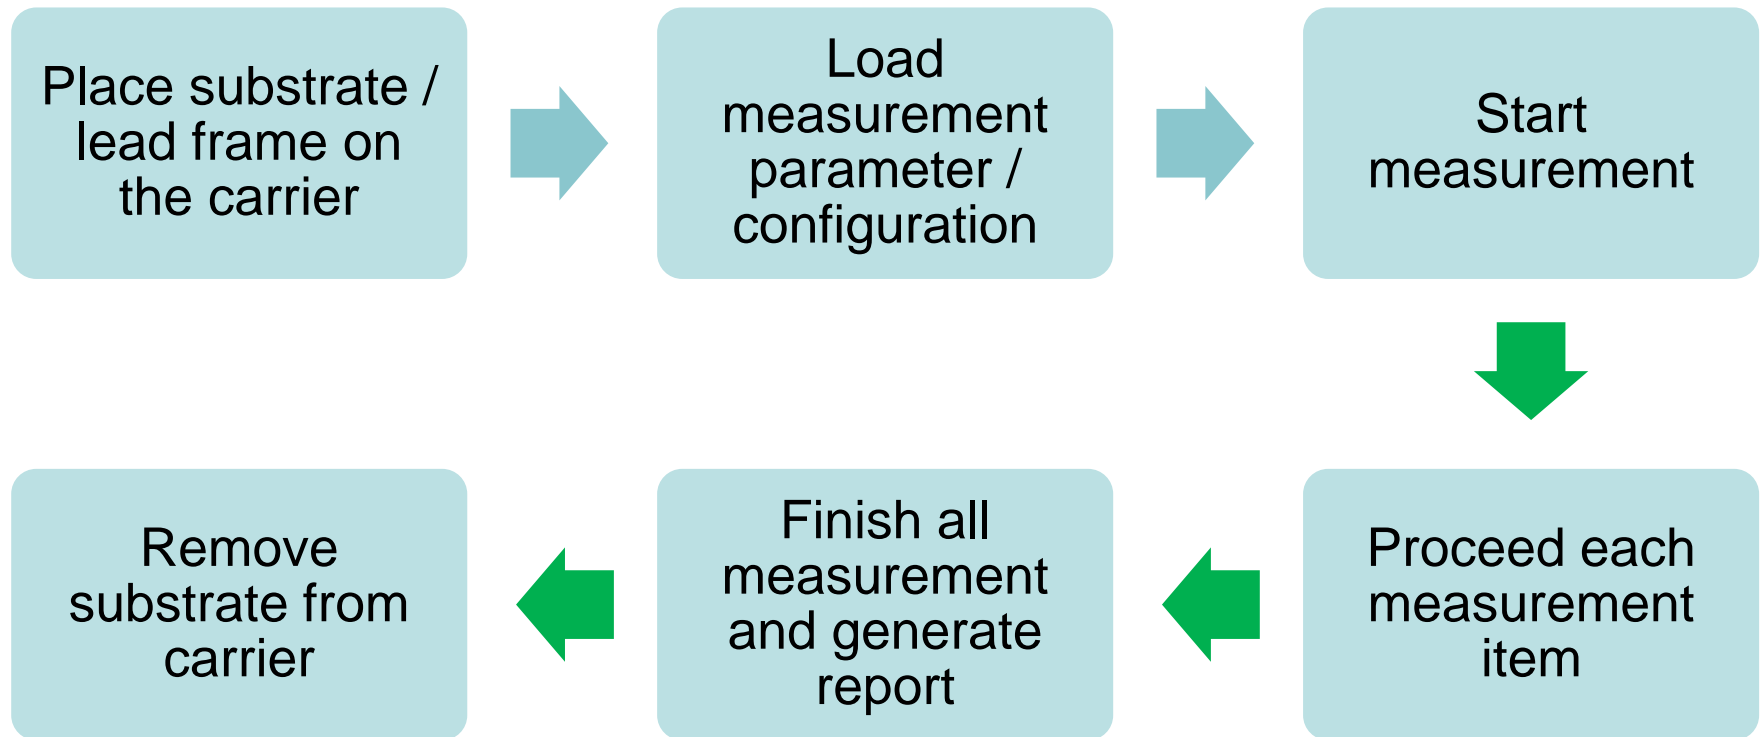 Place substrate /
lead frame on
the carrier
Load
measurement
parameter /
configuration
Start
measurement
Proceed each
measurement
item
Finish all
measurement
and generate
report
Remove
substrate from
carrier